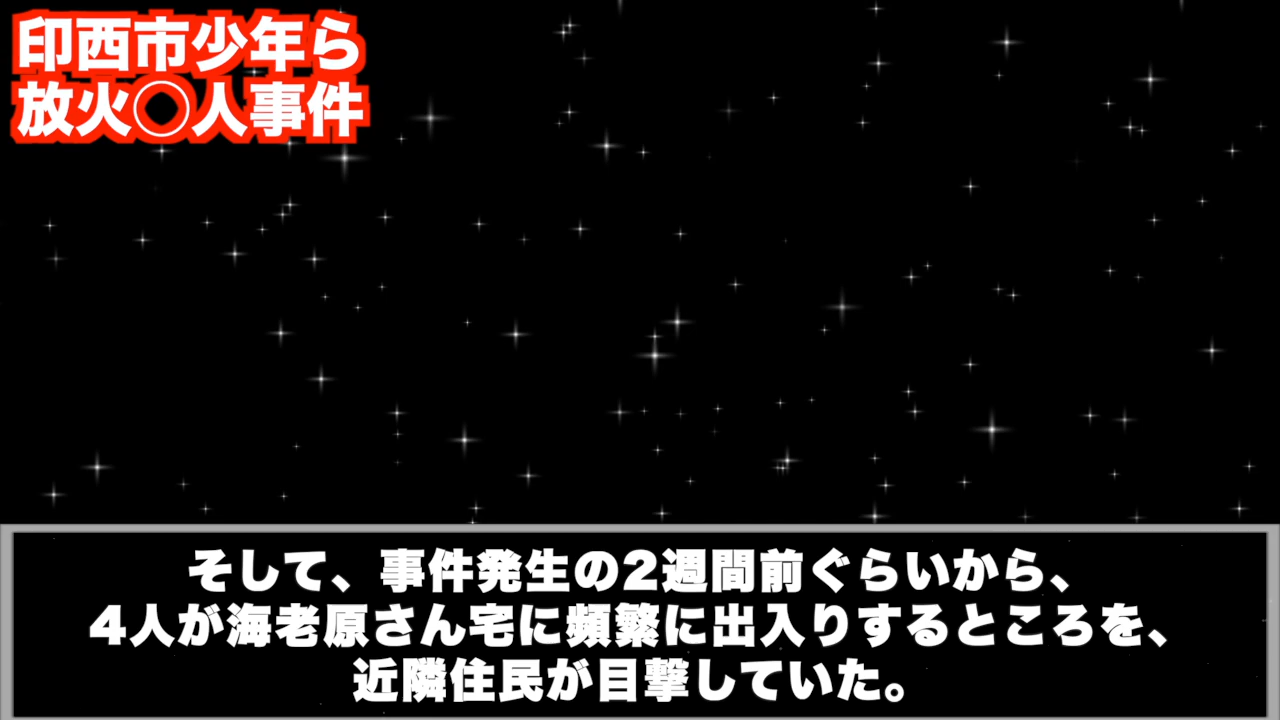 印西市少年ら
放火◯人事件
そして、事件発生の2週間前ぐらいから、
4人が海老原さん宅に頻繁に出入りするところを、
近隣住民が目撃していた。